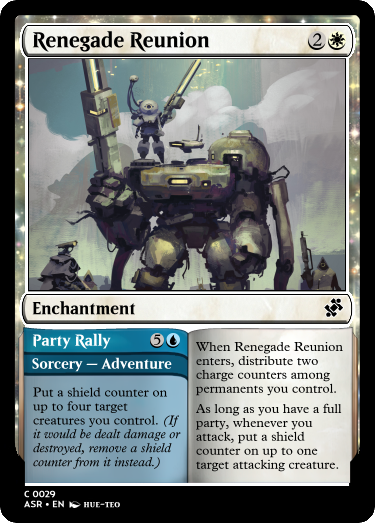 Renegade Reunion 2
Enchantment
Party Rally 5
Sorcery — Adventure
Put a shield counter on
up to four target
creatures you control. (If
it would be dealt damage or
destroyed, remove a shield
counter from it instead.)
When Renegade Reunion
enters, distribute two
charge counters among
permanents you control.
As long as you have a full
party, whenever you
attack, put a shield
counter on up to one
target attacking creature.
C 0029
ASR • EN HUE-TEO